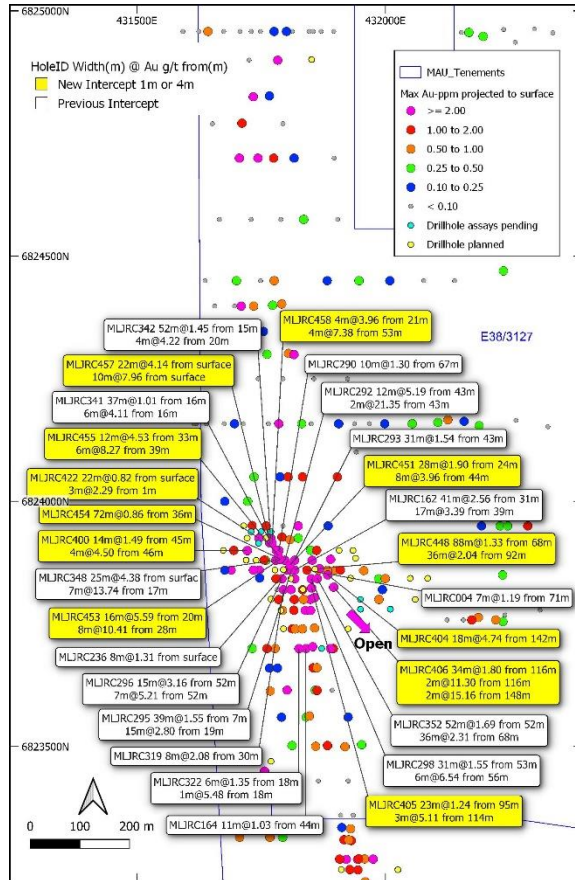 431500E
432000E
6825000N
HoleID Width(m) @ Au g/t from(m)
New Intercept 1m or 4m
Previous Intercept
MAU_Tenements
Max Au-ppm projected to surface
>= 2.00
1.00 to 2.00
0.50 to 1.00
0.25 to 0.50
0.10 to 0.25
< 0.10
Drillhole assays pending
Drillhole planned
6824500N
E38/3127
MLJRC342 52m@1.45 from 15m
4m@4.22 from 20m
MLJRC458 4m@3.96 from 21m
4m@7.38 from 53m
MLJRC457 22m@4.14 from surface
10m@7.96 from surface
MLJRC290 10m@1.30 from 67m
MLJRC341 37m@1.01 from 16m
6m@4.11 from 16m
MLJRC292 12m@5.19 from 43m
2m@21.35 from 43m
MLJRC455 12m@4.53 from 33m
6m@8.27 from 39m
MLJRC293 31m@1.54 from 43m
MLJRC422 22m@0.82 from surface
3m@2.29 from 1m
MLJRC451 28m@1.90 from 24m
8m@3.96 from 44m
6824000N
MLJRC454 72m@0.86 from 36m
MLJRC162 41m@2.56 from 31m
17m@3.39 from 39m
MLJRC400 14m@1.49 from 45m
4m@4.50 from 46m
MLJRC448 88m@1.33 from 68m
36m@2.04 from 92m
MLJRC348 25m@4.38 from surfac
7m@13.74 from 17m
MLJRC004 7m@1.19 from 71m
MLJRC453 16m@5.59 from 20m
8m@10.41 from 28m
MLJRC404 18m@4.74 from 142m
Open
MLJRC236 8m@1.31 from surface
MLJRC406 34m@1.80 from 116m
2m@11.30 from 116m
2m@15.16 from 148m
MLJRC296 15m@3.16 from 52m
7m@5.21 from 52m
MLJRC295 39m@1.55 from 7m
15m@2.80 from 19m
MLJRC352 52m@1.69 from 52m
36m@2.31 from 68m
6823500N
MLJRC319 8m@2.08 from 30m
MLJRC298 31m@1.55 from 53m
6m@6.54 from 56m
MLJRC322 6m@1.35 from 18m
1m@5.48 from 18m
MLJRC405 23m@1.24 from 95m
3m@5.11 from 114m
MLJRC164 11m@1.03 from 44m
0 100 200 m